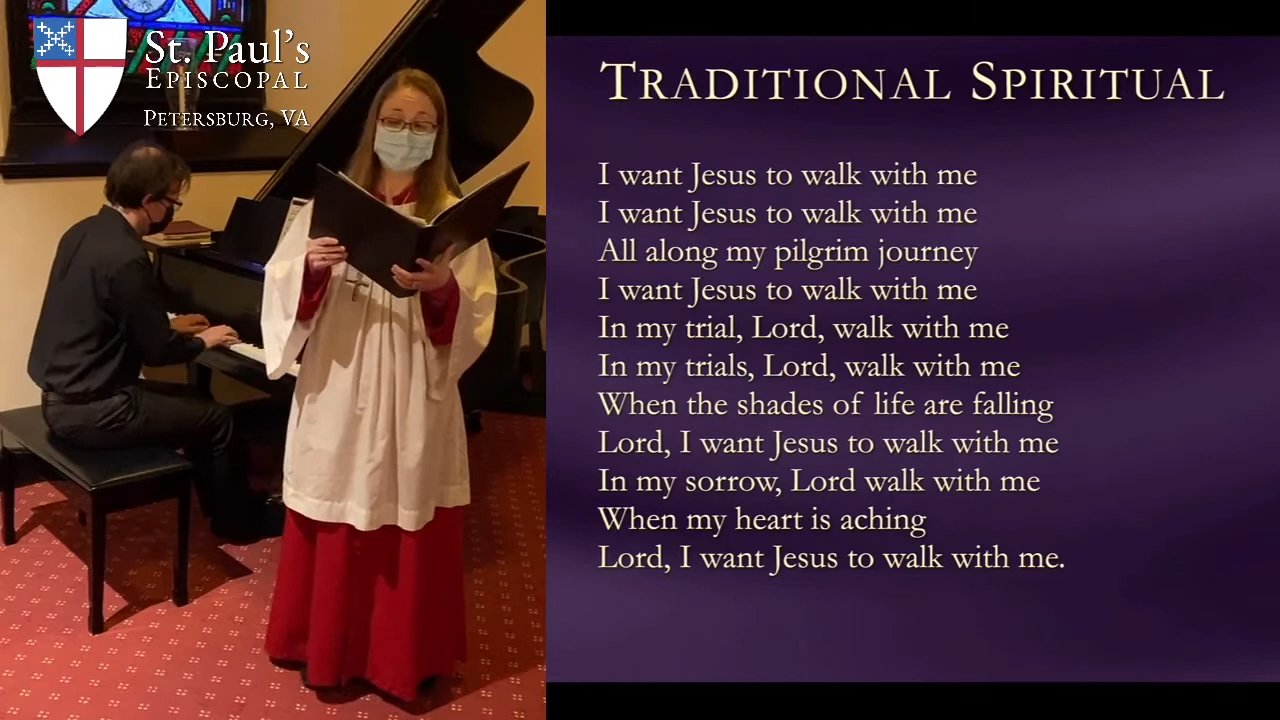 St. Paul's
Episcopal
Petersburg, VA
Traditional Spiritual
I want Jesus to walk with me
I want Jesus to walk with me
All along my pilgrim journey
I want Jesus to walk with me
In my trial, Lord, walk with me
In my trials, Lord, walk with me
When the shades of life are falling
Lord, I want Jesus to walk with me
In my sorrow, Lord walk with me
When my heart is aching
Lord, I want Jesus to walk with me.